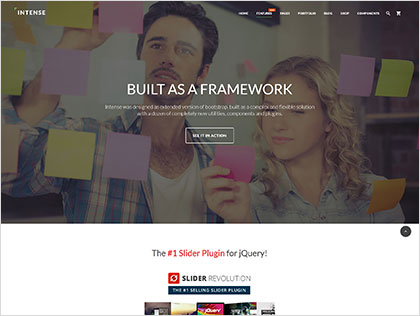 INTENSE
HOME FEATURES PAGES PORTFOLIO BLOG SHOP COMPONENTS
BUILT AS A FRAMEWORK
Intense was designed an extended version of bootstrap, built as a complex and flexible solution
with a dozen of completely new utilities, components and plugins.
SEE IT IN ACTION
The #1 Slider Plugin for jQuery!
SLIDER REVOLUTION
THE #1 SELLING SLIDER PLUGIN
jQuery